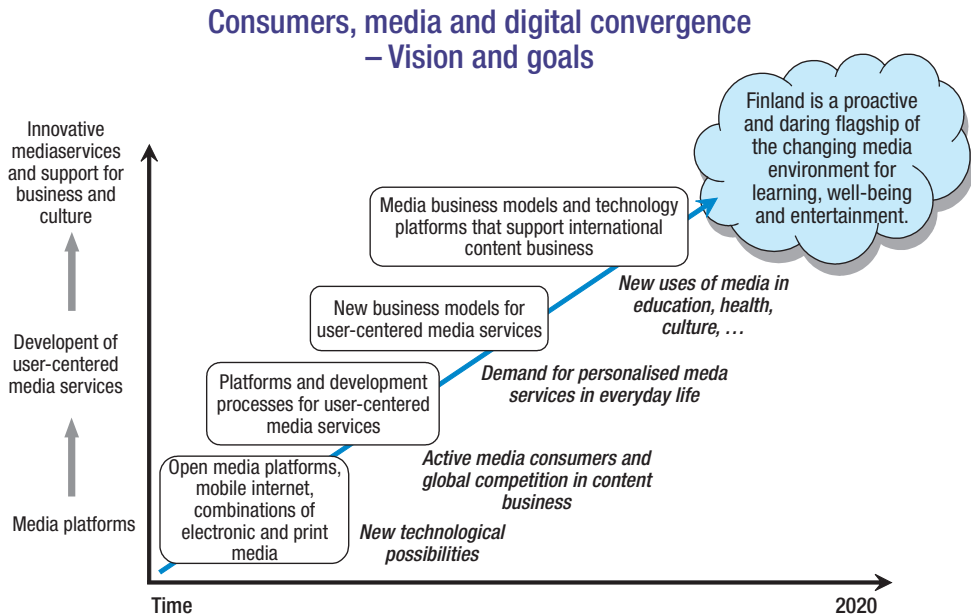 Consumers, media and digital convergence
– Vision and goals
Finland is a proactive
and daring flagship of
the changing media
environment for
learning, well-being
and entertainment.
Innovative
mediaservices
and support for
business and
culture
Media business models and technology
platforms that support international
content business
New uses of media in
education, health,
culture, …
New business models for
user-centered media services
Developent of
user-centered
media services
Demand for personalised meda
services in everyday life
Platforms and development
processes for user-centered
media services
Active media consumers and
global competition in content
business
Open media platforms,
mobile internet,
combinations of
electronic and print
media
Media platforms
New technological
possibilities
Time
2020